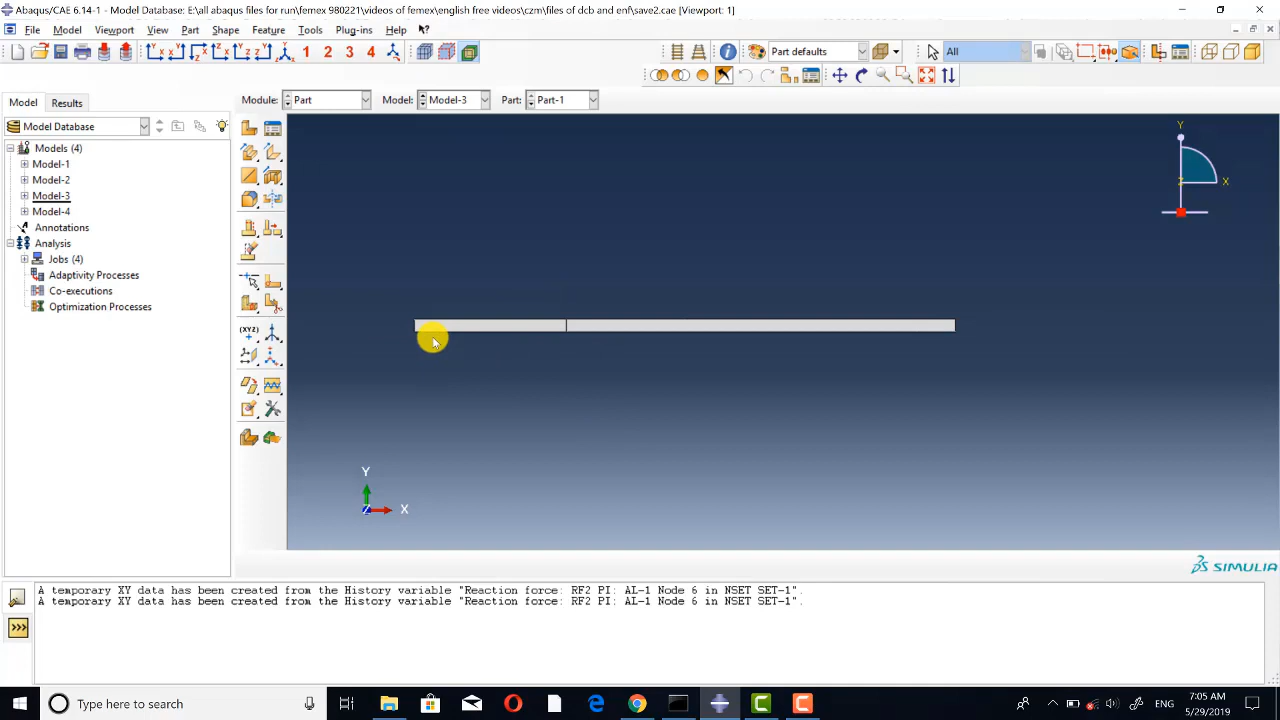 Abaqus/CAE 6.14-1 - Model Database: E:\all abaqus files for run\femex 980221\videos of femex\english free videos\czm\files of dcb and enf\save2.cae [Viewport: 1]
File Model Viewport View Part Shape Feature Tools Plug-ins Help
1 2 3 4 Part defaults All
Model Results Module: Part Model: Model-3 Part: Part-1
Model Database
Models (4)
Model-1
Model-2
Model-3
Model-4
Annotations
Analysis
Jobs (4)
Adaptivity Processes
Co-executions
Optimization Processes
(XYZ)
Y
Z X
Y
Z X
SIMULIA
A temporary XY data has been created from the History variable "Reaction force: RF2 PI: AL-1 Node 6 in NSET SET-1".
A temporary XY data has been created from the History variable "Reaction force: RF2 PI: AL-1 Node 6 in NSET SET-1".
>>>
Type here to search
ENG
7:05 AM
5/29/2019